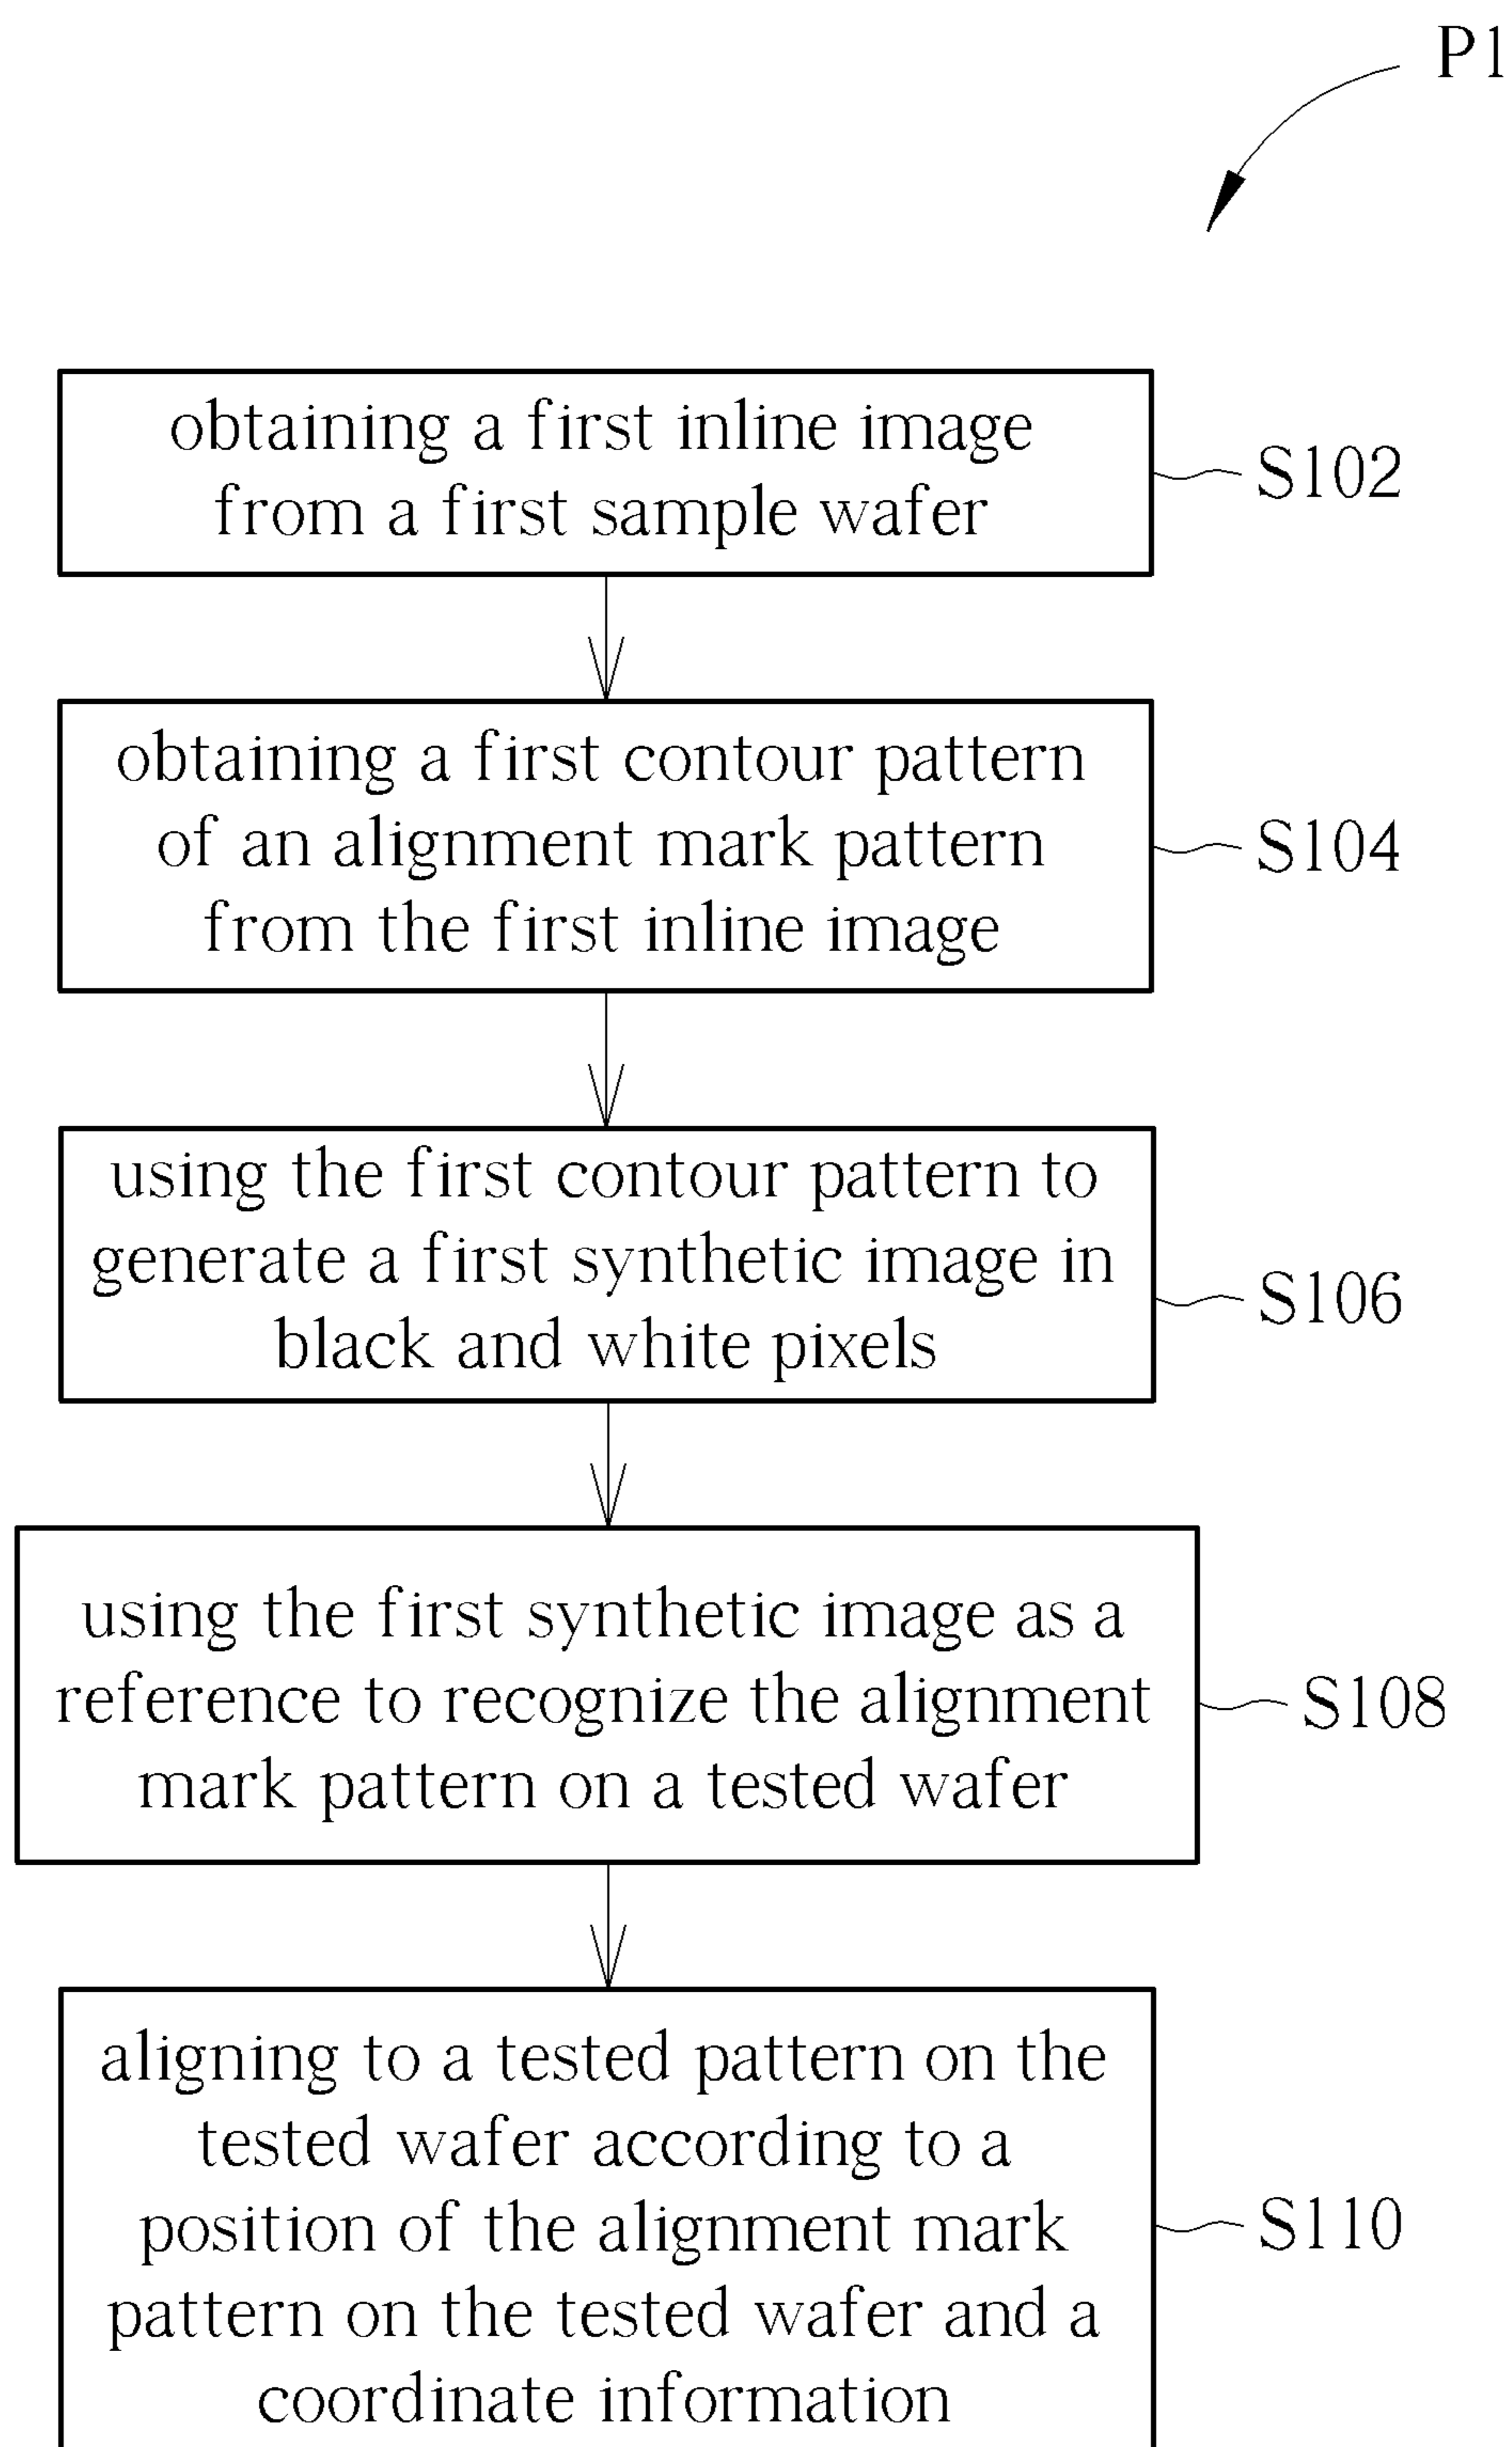 P1
obtaining a first inline image
from a first sample wafer
S102
obtaining a first contour pattern
of an alignment mark pattern
from the first inline image
S104
using the first contour pattern to
generate a first synthetic image in
black and white pixels
S106
using the first synthetic image as a
reference to recognize the alignment
mark pattern on a tested wafer
S108
aligning to a tested pattern on the
tested wafer according to a
position of the alignment mark
pattern on the tested wafer and a
coordinate information
S110